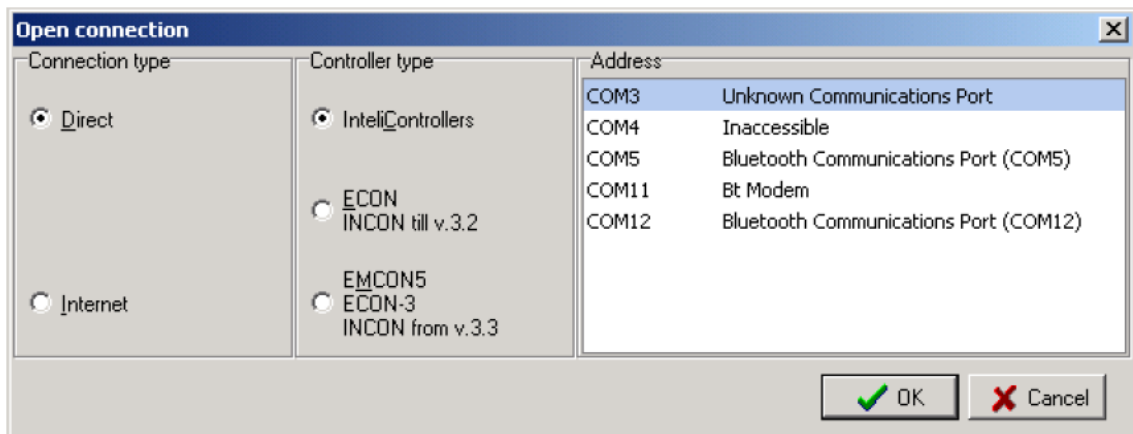 Open connection
Connection type
Direct
Internet
Controller type
InteliControllers
ECON
INCON till v.3.2
EMCON5
ECON-3
INCON from v.3.3
Address
COM3 Unknown Communications Port
COM4 Inaccessible
COM5 Bluetooth Communications Port (COM5)
COM11 Bt Modem
COM12 Bluetooth Communications Port (COM12)
OK
Cancel